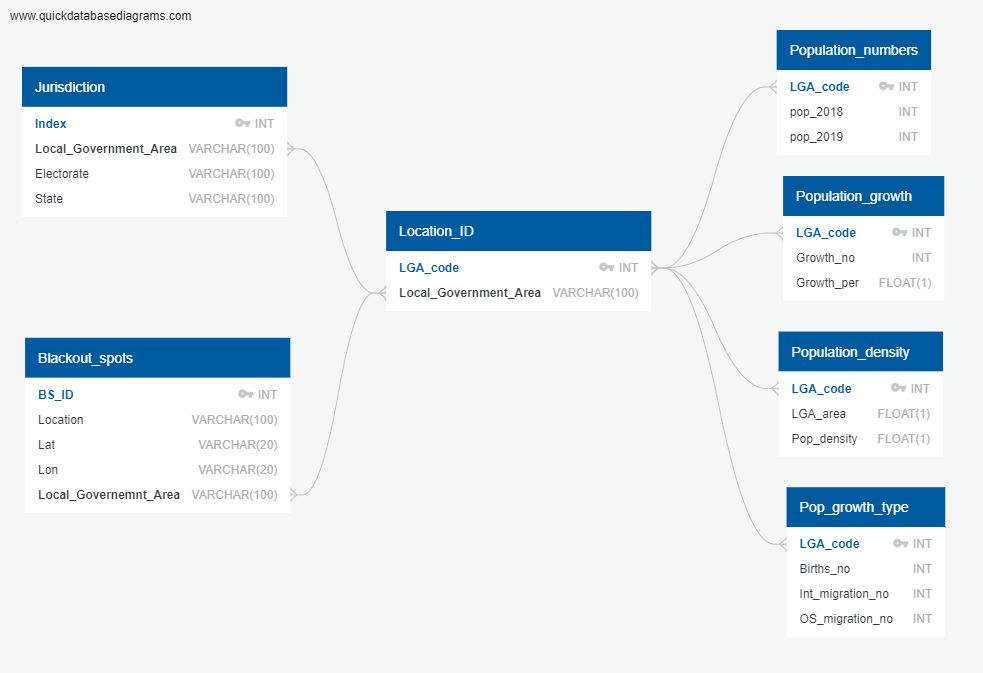 www.quickdatabasediagrams.com
Jurisdiction
Index INT
Local_Government_Area VARCHAR(100)
Electorate VARCHAR(100)
State VARCHAR(100)
Blackout_spots
BS_ID INT
Location VARCHAR(100)
Lat VARCHAR(20)
Lon VARCHAR(20)
Local_Governemnt_Area VARCHAR(100)
Location_ID
LGA_code INT
Local_Government_Area VARCHAR(100)
Population_numbers
LGA_code INT
pop_2018 INT
pop_2019 INT
Population_growth
LGA_code INT
Growth_no INT
Growth_per FLOAT(1)
Population_density
LGA_code INT
LGA_area FLOAT(1)
Pop_density FLOAT(1)
Pop_growth_type
LGA_code INT
Births_no INT
Int_migration_no INT
OS_migration_no INT